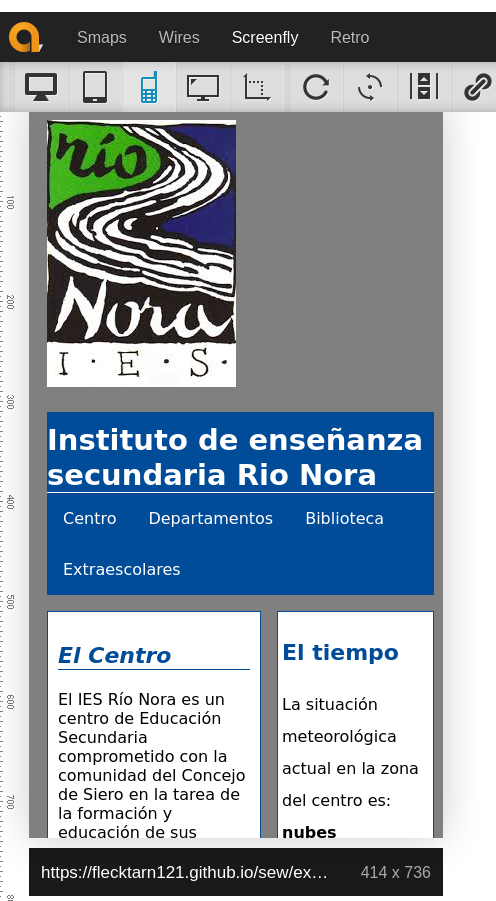 Smaps Wires Screenfly Retro
río
Nora
I · E · S ·
Instituto de enseñanza
secundaria Rio Nora
Centro Departamentos Biblioteca
Extraescolares
El Centro
El IES Río Nora es un
centro de Educación
Secundaria
comprometido con la
comunidad del Concejo
de Siero en la tarea de
la formación y
educación de sus
El tiempo
La situación
meteorológica
actual en la zona
del centro es:
nubes
100
200
300
400
500
600
700
https://flecktarn121.github.io/sew/ex…
414 x 736